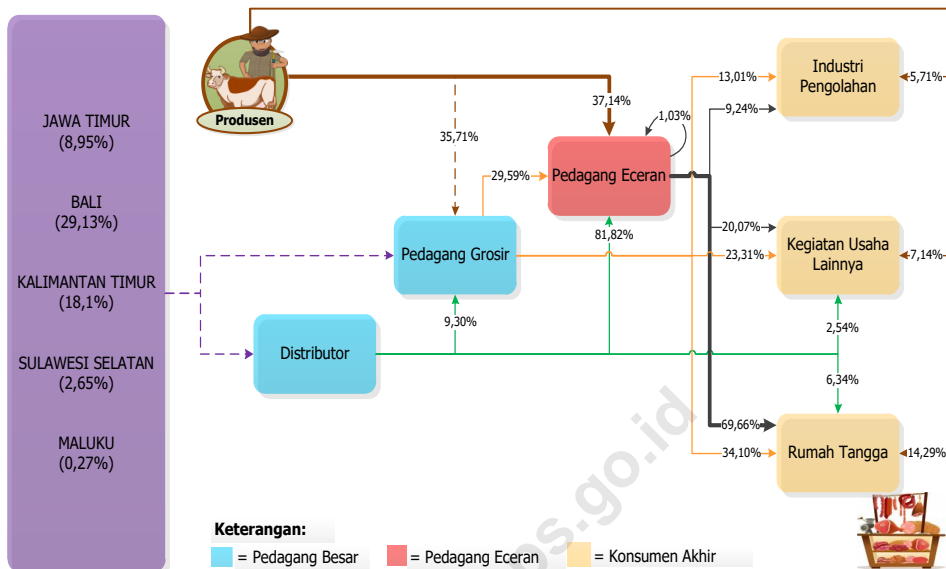 JAWA TIMUR
(8,95%)
BALI
(29,13%)
KALIMANTAN TIMUR
(18,1%)
SULAWESI SELATAN
(2,65%)
MALUKU
(0,27%)
Produsen
35,71%
37,14%
1,03%
29,59%
Pedagang Eceran
Pedagang Grosir
81,82%
9,30%
Distributor
13,01%
9,24%
Industri
Pengolahan
5,71%
20,07%
23,31%
Kegiatan Usaha
Lainnya
7,14%
2,54%
6,34%
69,66%
34,10%
Rumah Tangga
14,29%
Keterangan:
= Pedagang Besar
= Pedagang Eceran
= Konsumen Akhir
ps.go.id